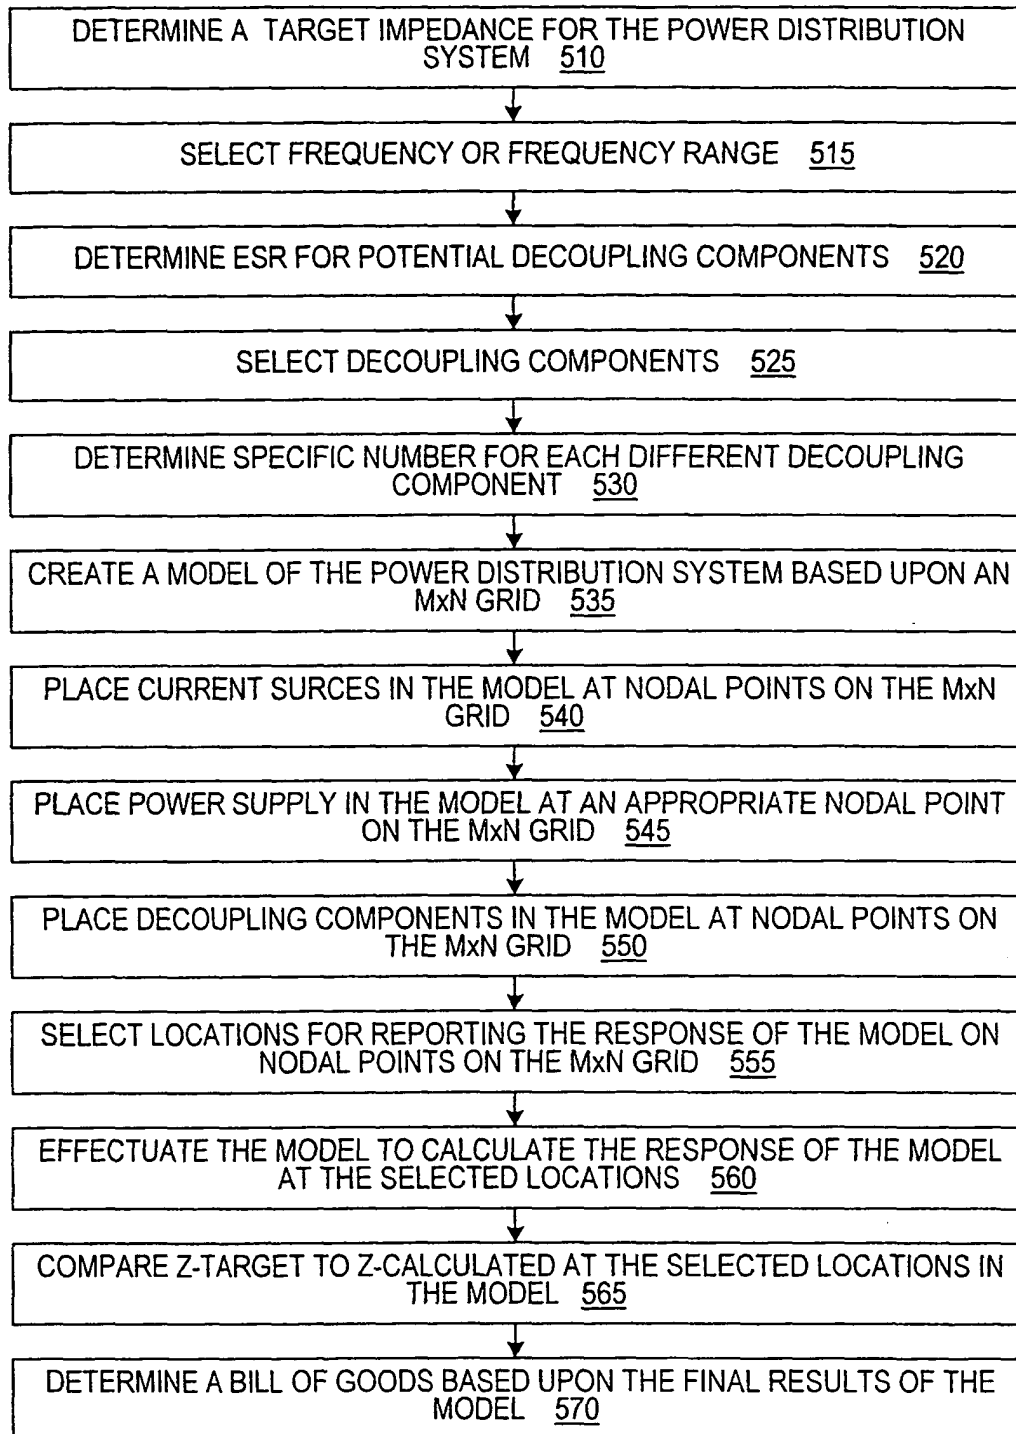 DETERMINE A TARGET IMPEDANCE FOR THE POWER DISTRIBUTION
SYSTEM 510
SELECT FREQUENCY OR FREQUENCY RANGE 515
DETERMINE ESR FOR POTENTIAL DECOUPLING COMPONENTS 520
SELECT DECOUPLING COMPONENTS 525
DETERMINE SPECIFIC NUMBER FOR EACH DIFFERENT DECOUPLING
COMPONENT 530
CREATE A MODEL OF THE POWER DISTRIBUTION SYSTEM BASED UPON AN
MxN GRID 535
PLACE CURRENT SURCES IN THE MODEL AT NODAL POINTS ON THE MxN
GRID 540
PLACE POWER SUPPLY IN THE MODEL AT AN APPROPRIATE NODAL POINT
ON THE MxN GRID 545
PLACE DECOUPLING COMPONENTS IN THE MODEL AT NODAL POINTS ON
THE MxN GRID 550
SELECT LOCATIONS FOR REPORTING THE RESPONSE OF THE MODEL ON
NODAL POINTS ON THE MxN GRID 555
EFFECTUATE THE MODEL TO CALCULATE THE RESPONSE OF THE MODEL
AT THE SELECTED LOCATIONS 560
COMPARE Z-TARGET TO Z-CALCULATED AT THE SELECTED LOCATIONS IN
THE MODEL 565
DETERMINE A BILL OF GOODS BASED UPON THE FINAL RESULTS OF THE
MODEL 570